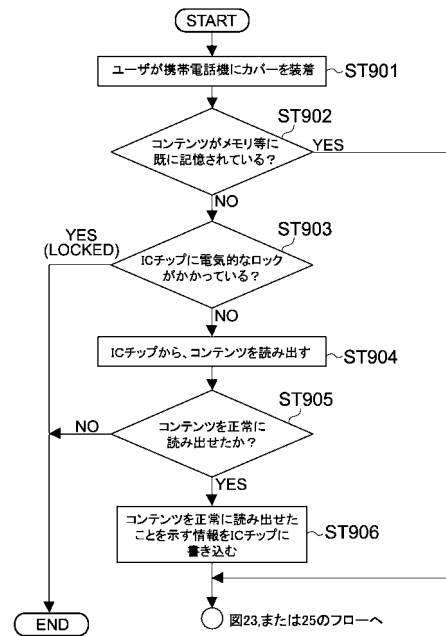 START
ユーザが携帯電話機にカバーを装着
ST901
ST902
コンテンツがメモリ等に
既に記憶されている?
YES
NO
YES
(LOCKED)
ST903
ICチップに電気的なロック
がかかっている?
NO
ICチップから、コンテンツを読み出す
ST904
ST905
コンテンツを正常に
読み出せたか?
NO
YES
コンテンツを正常に読み出せた
ことを示す情報をICチップに
書き込む
ST906
END
図23,または25のフローへ